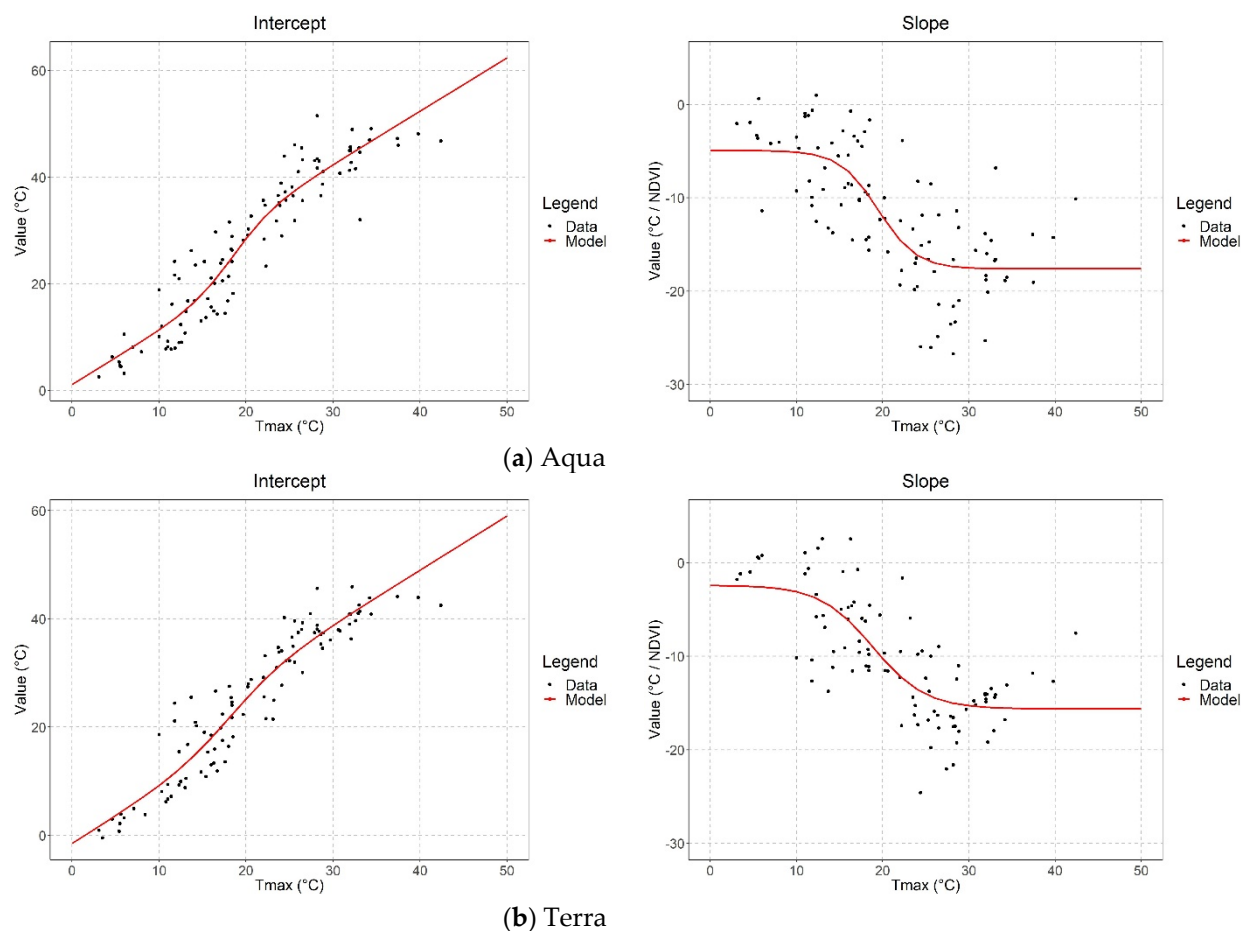 Intercept
Value (°C)
60
40
20
0
0 10 20 30 40 50
Tmax (°C)
Legend
Data
Model
Slope
Value (°C / NDVI)
0
-10
-20
-30
0 10 20 30 40 50
Tmax (°C)
Legend
Data
Model
(a) Aqua
Intercept
Value (°C)
60
40
20
0
0 10 20 30 40 50
Tmax (°C)
Legend
Data
Model
Slope
Value (°C / NDVI)
0
-10
-20
-30
0 10 20 30 40 50
Tmax (°C)
Legend
Data
Model
(b) Terra